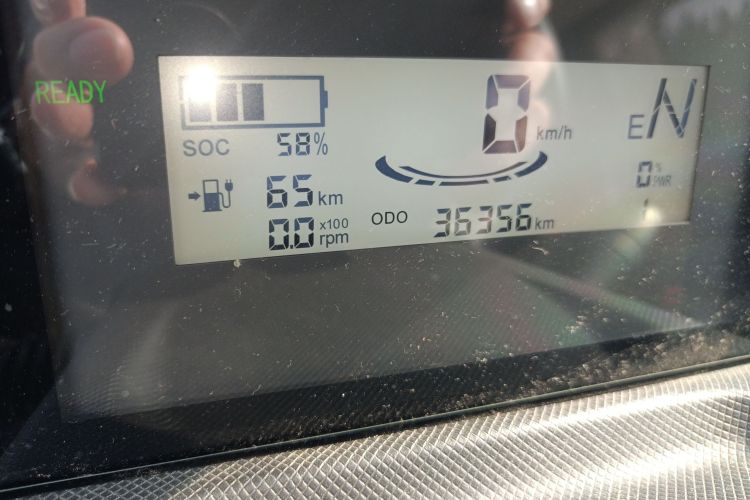 READY
0 km/h
E N
SOC 58%
65 km
0 % PWR
0.0 x100 rpm
ODO 36356 km